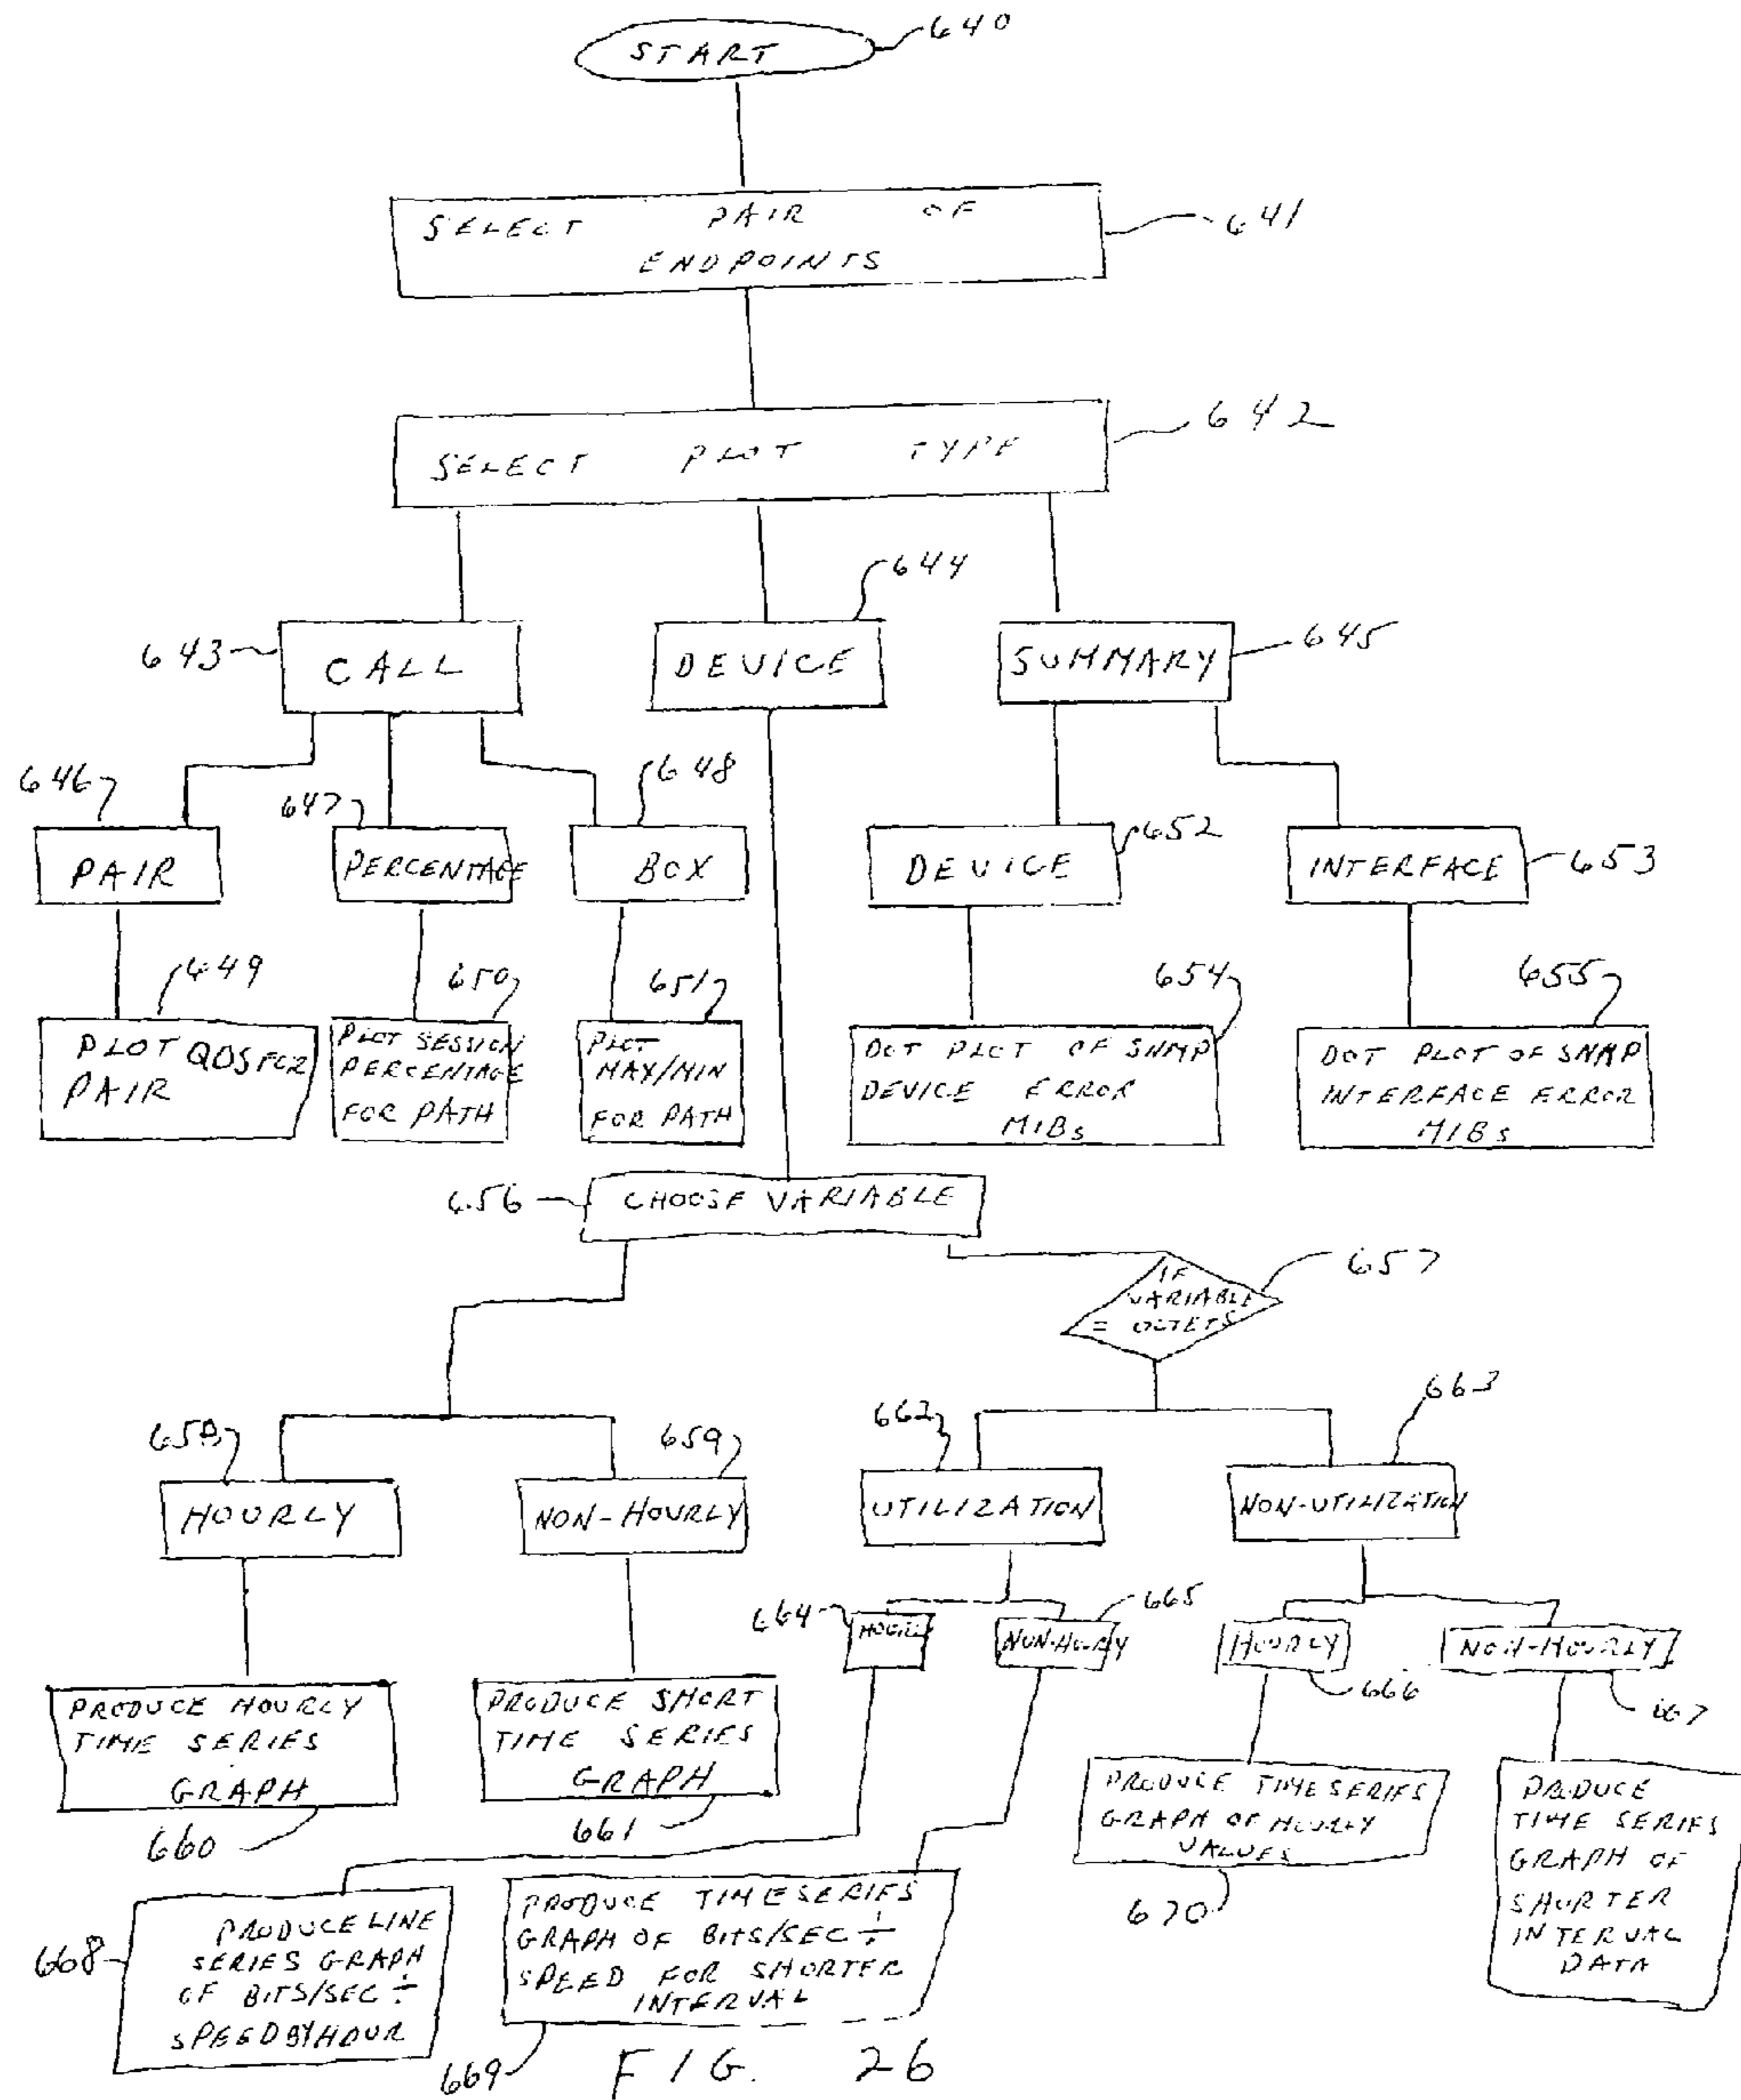 640
START
SELECT PAIR OF
ENDPOINTS
641
642
SELECT PLOT TYPE
644
643
CALL
DEVICE
SUMMARY
645
646
647
648
652
PAIR
PERCENTAGE
BOX
DEVICE
INTERFACE
653
649
650
651
654
655
PLOT QOS FOR
PAIR
PLOT SESSION
PERCENTAGE
FOR PATH
PLOT
MAX/MIN
FOR PATH
DOT PLOT OF SNMP
DEVICE ERROR
MIBs
DOT PLOT OF SNMP
INTERFACE ERROR
MIBs
656
CHOOSE VARIABLE
657
IF
VARIABLE
= OCTETS
658
659
662
663
HOURLY
NON-HOURLY
UTILIZATION
NON-UTILIZATION
664
HOURLY
665
NON-HOURLY
HOURLY
NON-HOURLY
666
667
PRODUCE HOURLY
TIME SERIES
GRAPH
660
PRODUCE SHORT
TIME SERIES
GRAPH
661
PRODUCE TIME SERIES
GRAPH OF HOURLY
VALUES
670
PRODUCE
TIME SERIES
GRAPH OF
SHORTER
INTERVAL
DATA
668
PRODUCE LINE
SERIES GRAPH
OF BITS/SEC ÷
SPEED BY HOUR
PRODUCE TIME SERIES
GRAPH OF BITS/SEC ÷
SPEED FOR SHORTER
INTERVAL
669
FIG. 26